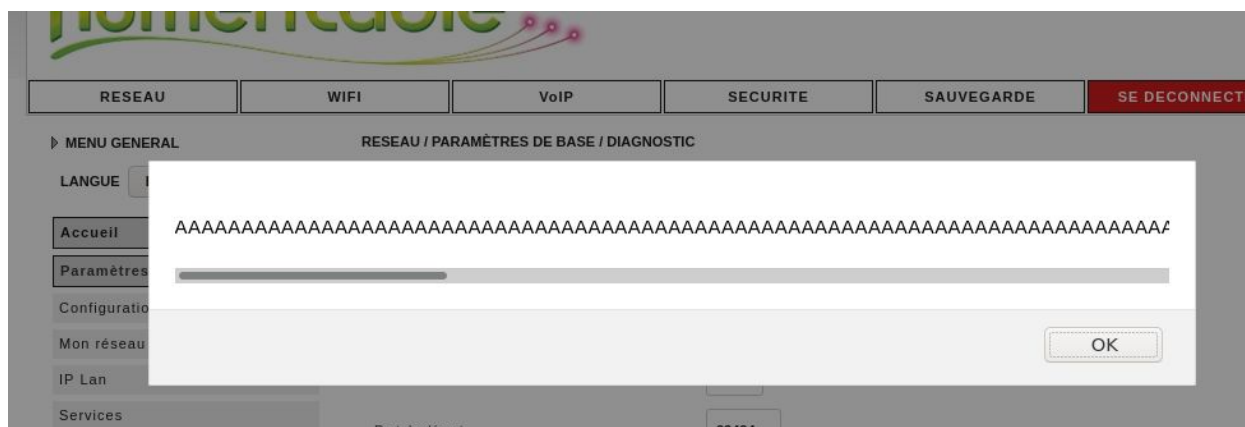 RESEAU WIFI VoIP SECURITE SAUVEGARDE SE DECONNECT
MENU GENERAL
RESEAU / PARAMÈTRES DE BASE / DIAGNOSTIC
LANGUE
AAAAAAAAAAAAAAAAAAAAAAAAAAAAAAAAAAAAAAAAAAAAAAAAAAAAAAAAAAAAAAAAAAAAAAAAAAA
Accueil
Paramètres
Configuratio
Mon réseau
OK
IP Lan
Services